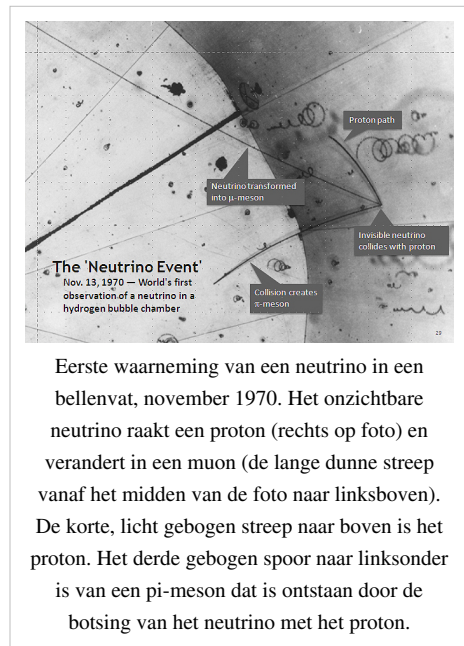 Proton path
Neutrino transformed
into μ-meson
Invisible neutrino
collides with proton
The 'Neutrino Event'
Nov. 13, 1970 — World's first
observation of a neutrino in a
hydrogen bubble chamber
Collision creates
π-meson
29
Eerste waarneming van een neutrino in een
bellenvat, november 1970. Het onzichtbare
neutrino raakt een proton (rechts op foto) en
verandert in een muon (de lange dunne streep
vanaf het midden van de foto naar linksboven).
De korte, licht gebogen streep naar boven is het
proton. Het derde gebogen spoor naar linksonder
is van een pi-meson dat is ontstaan door de
botsing van het neutrino met het proton.